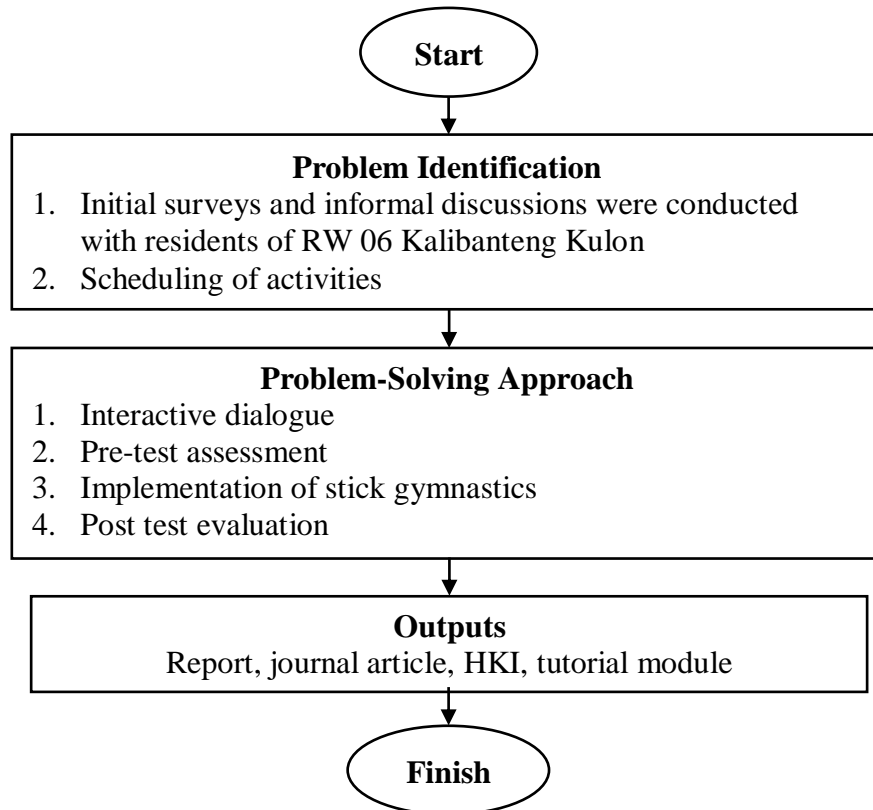 Start
Problem Identification
1. Initial surveys and informal discussions were conducted
with residents of RW 06 Kalibanteng Kulon
2. Scheduling of activities
Problem-Solving Approach
1. Interactive dialogue
2. Pre-test assessment
3. Implementation of stick gymnastics
4. Post test evaluation
Outputs
Report, journal article, HKI, tutorial module
Finish